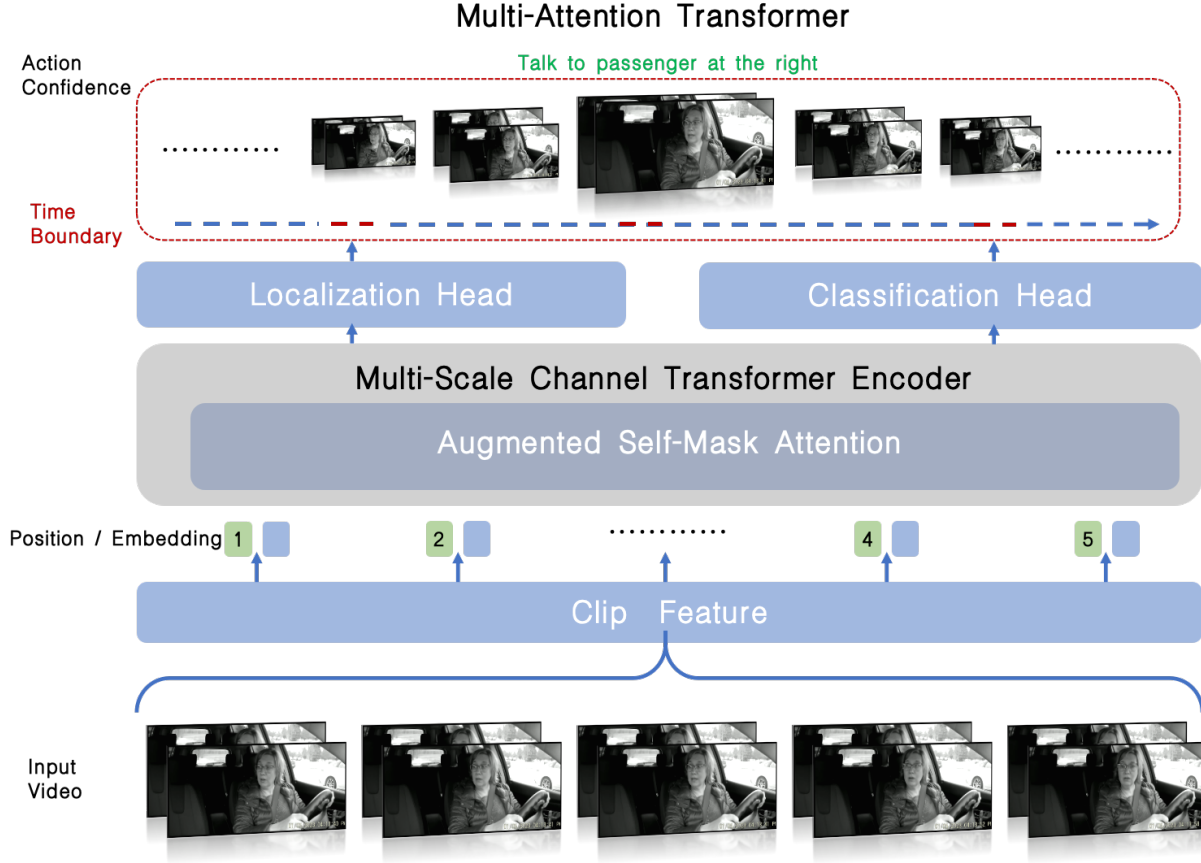 Multi-Attention Transformer
Action
Confidence
Talk to passenger at the right
............
............
Time
Boundary
Localization Head
Classification Head
Multi-Scale Channel Transformer Encoder
Augmented Self-Mask Attention
Position / Embedding
1
2
............
4
5
Clip Feature
Input
Video